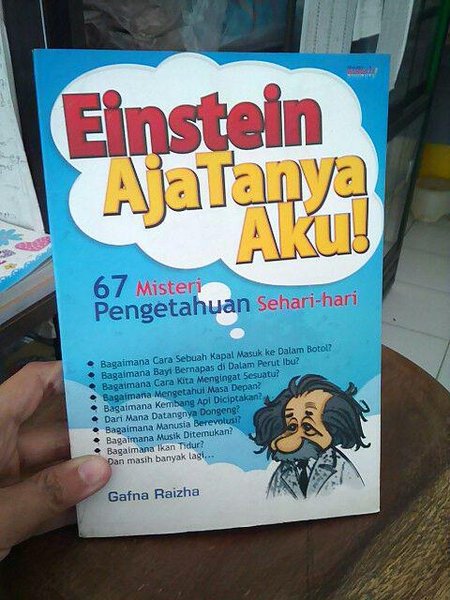 Einstein
Aja Tanya
Aku!
67 Misteri
Pengetahuan Sehari-hari
Bagaimana Cara Sebuah Kapal Masuk ke Dalam Botol?
Bagaimana Bayi Bernapas di Dalam Perut Ibu?
Bagaimana Cara Kita Mengingat Sesuatu?
Bagaimana Mengetahui Masa Depan?
Bagaimana Kembang Api Diciptakan?
Dari Mana Datangnya Dongeng?
Bagaimana Manusia Berevolusi?
Bagaimana Musik Ditemukan?
Bagaimana Ikan Tidur?
Dan masih banyak lagi...
Gafna Raizha